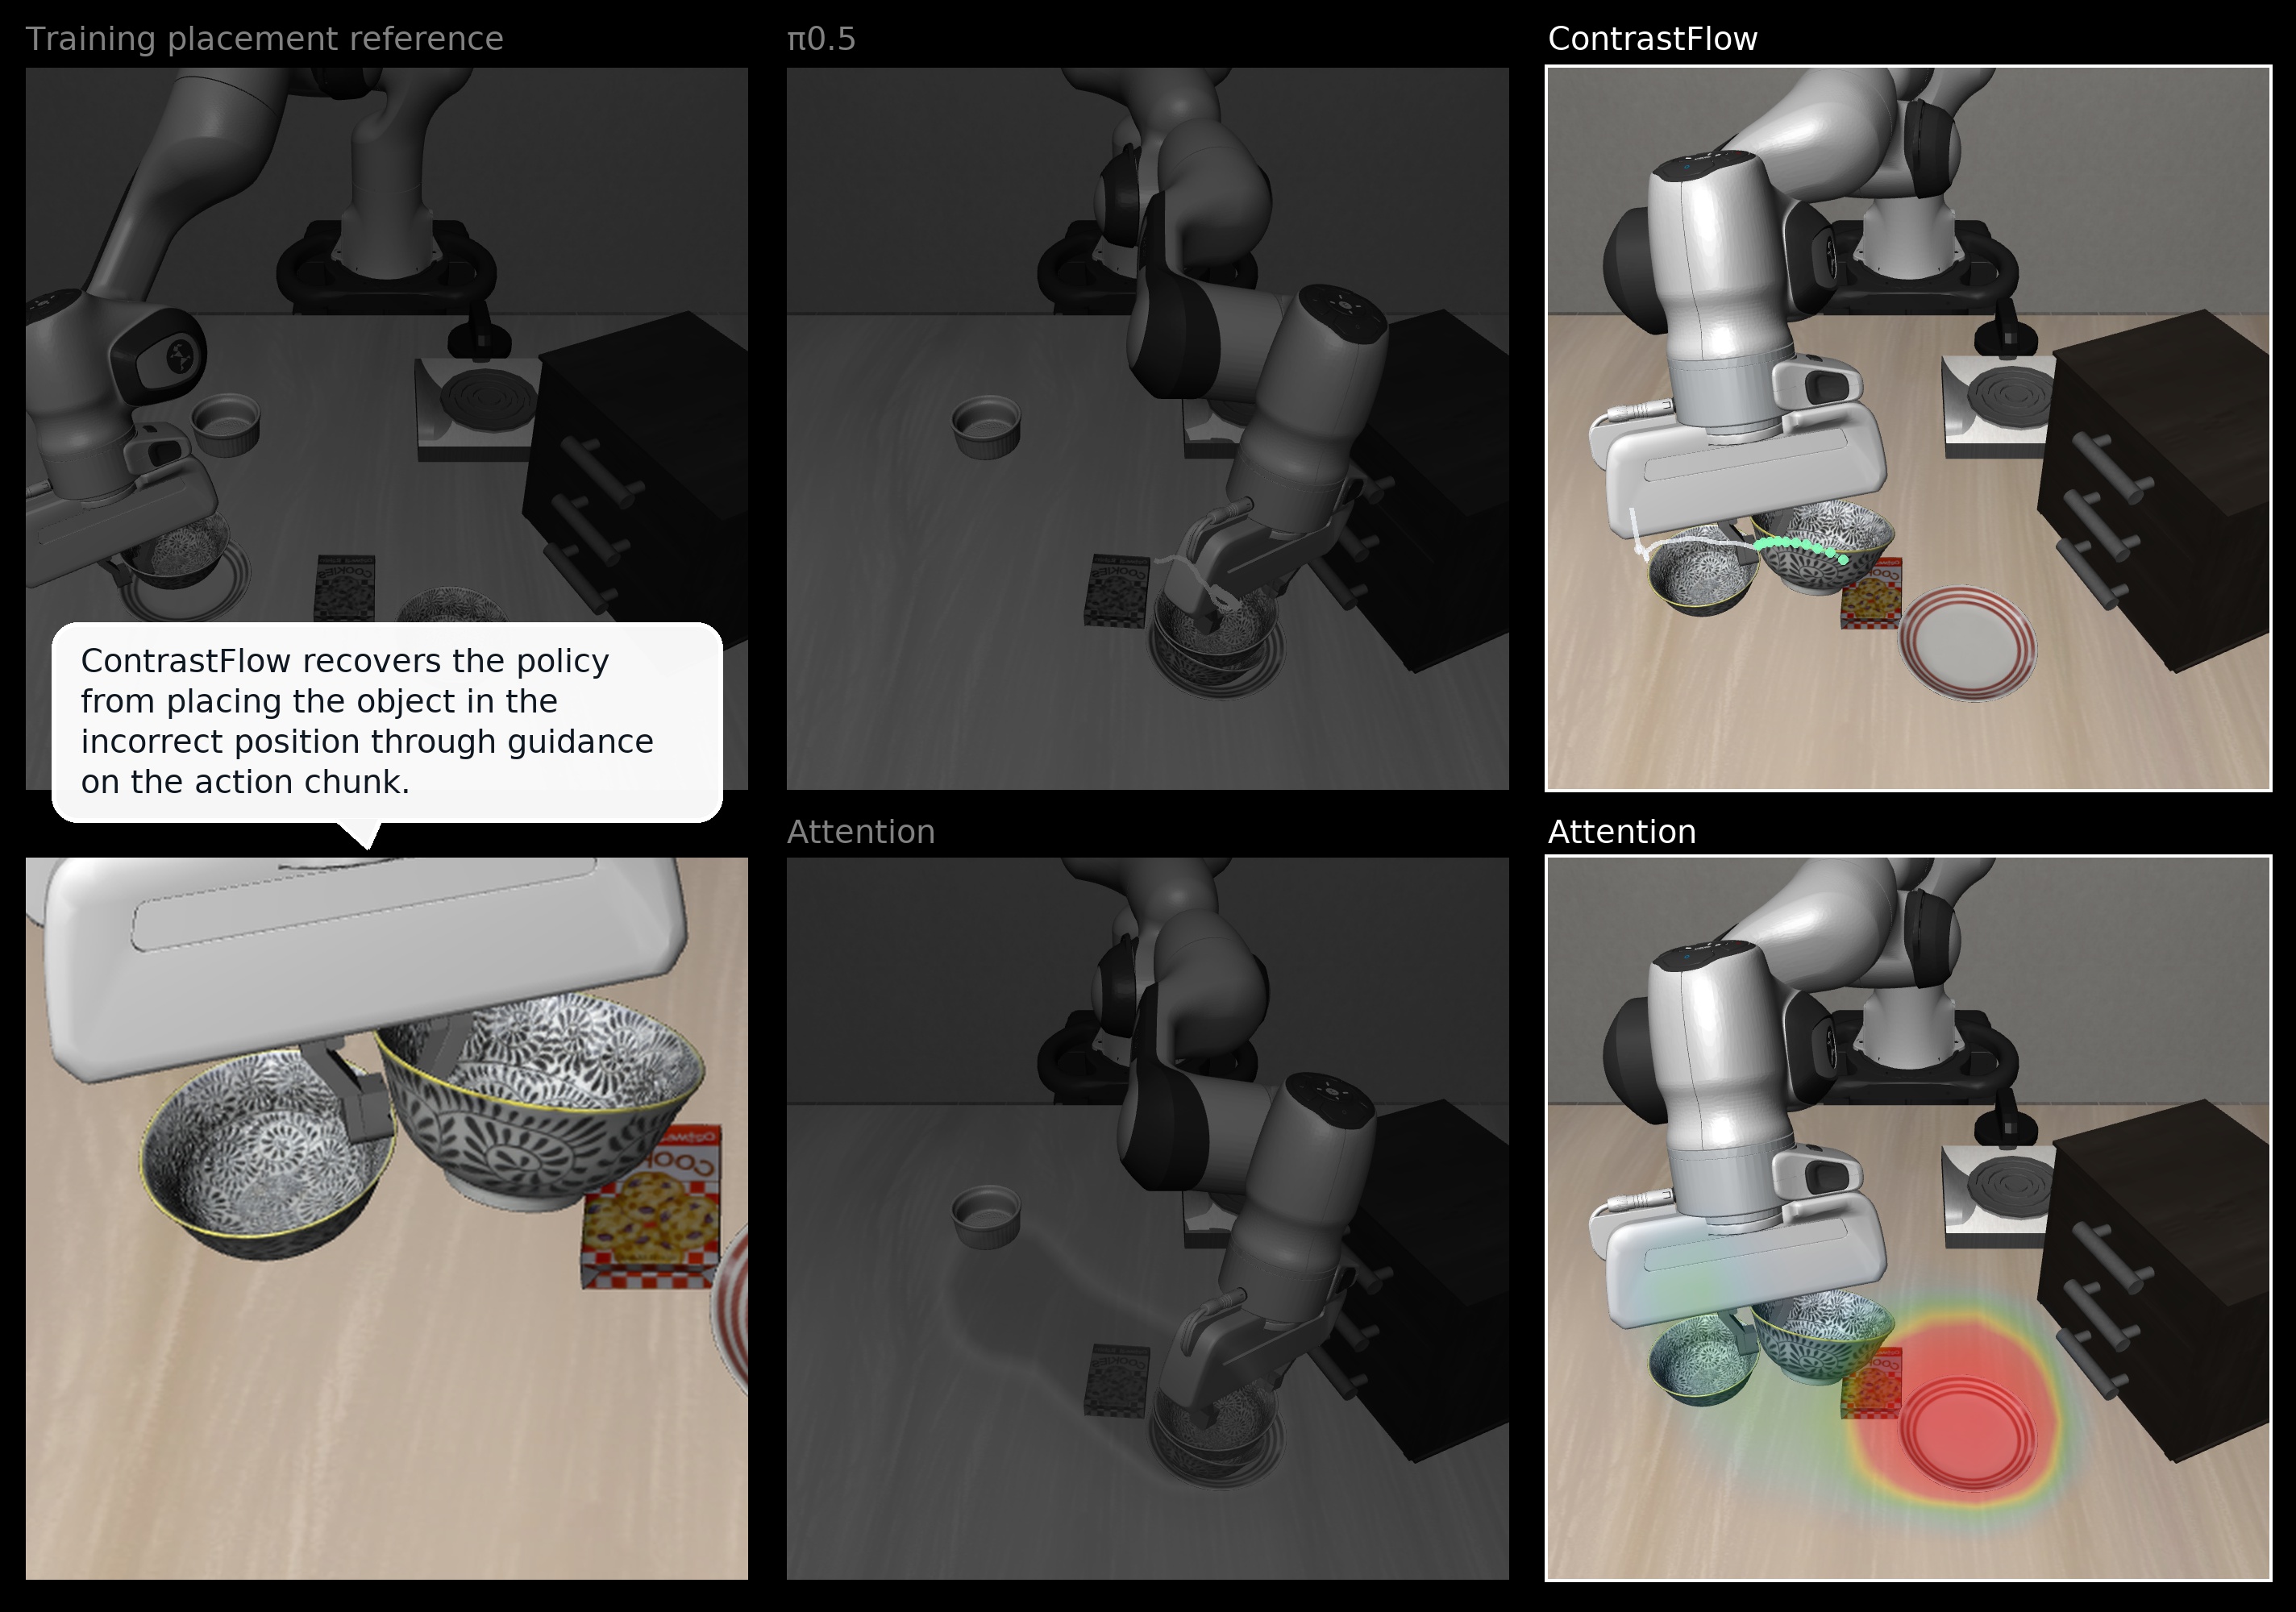 Training placement reference
π0.5
ContrastFlow
ContrastFlow recovers the policy
from placing the object in the
incorrect position through guidance
on the action chunk.
Attention
Attention